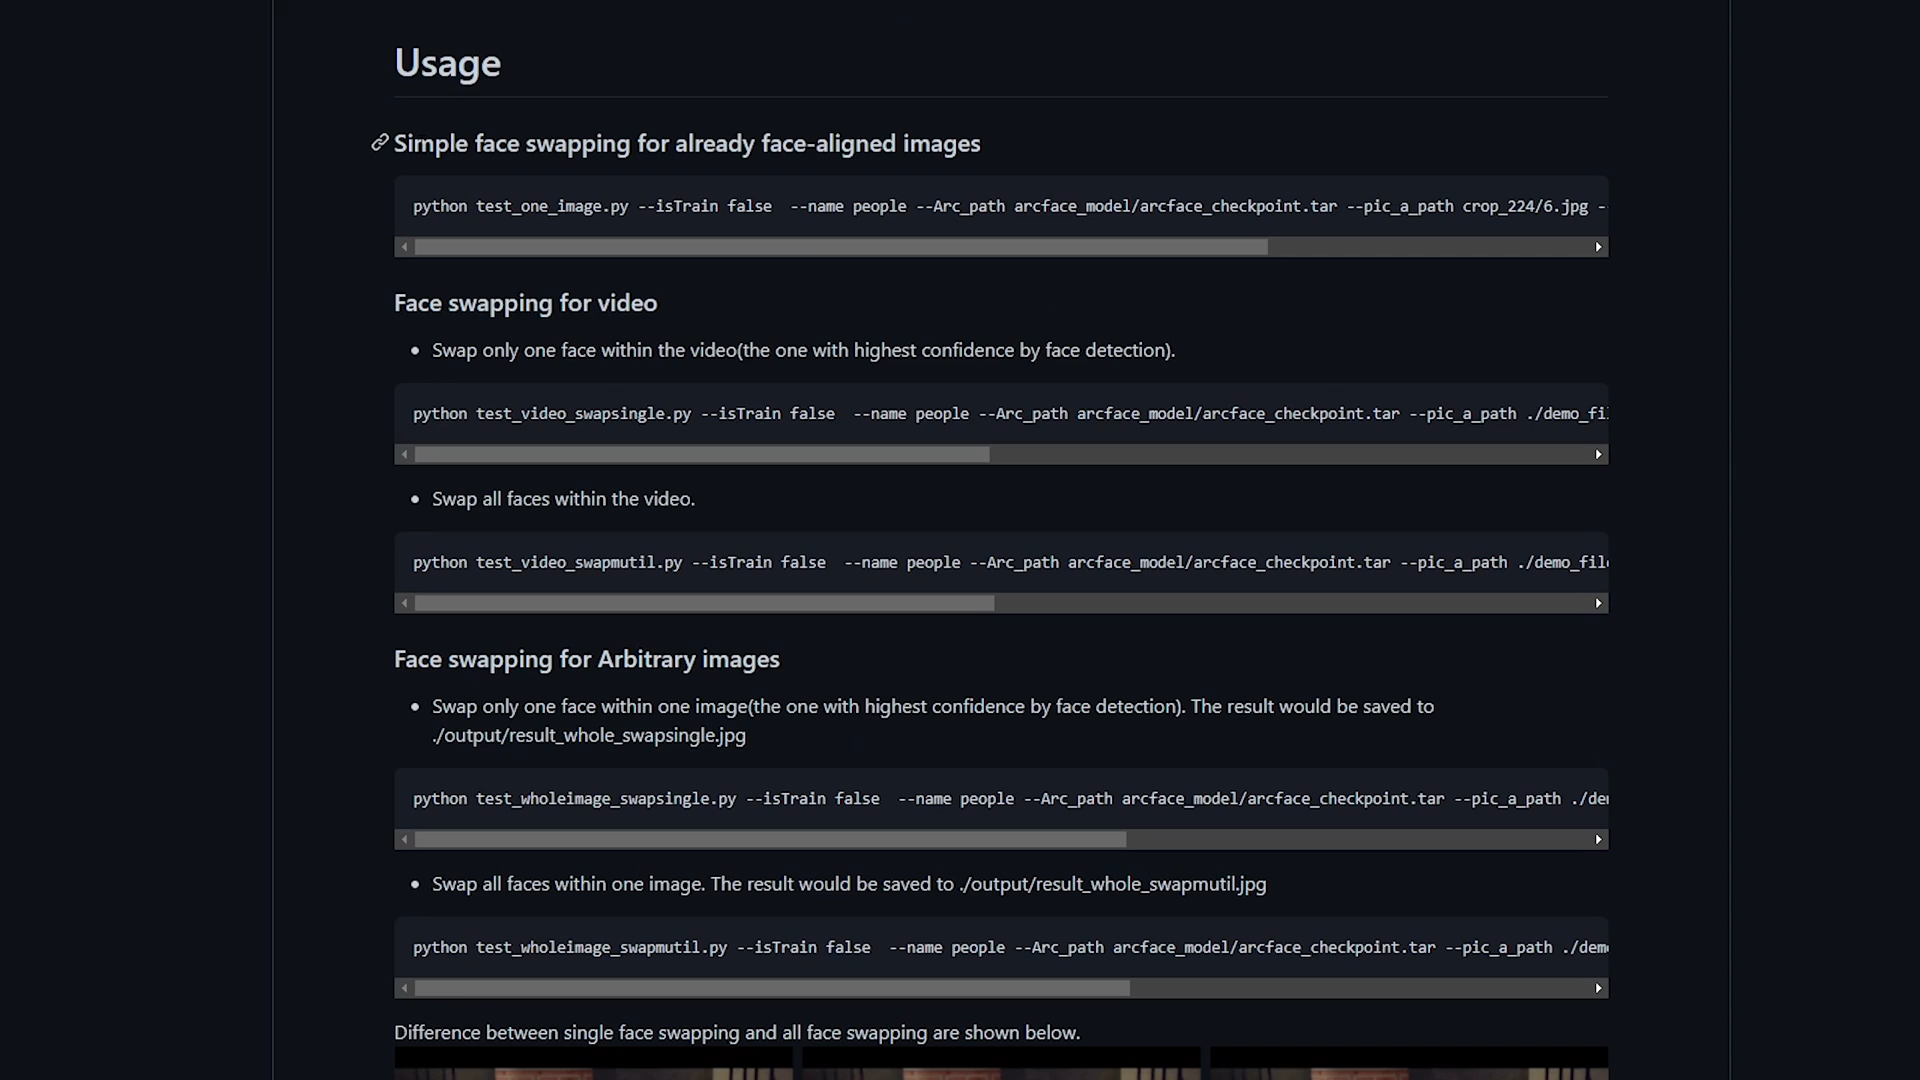 Usage
Simple face swapping for already face-aligned images
python test_one_image.py --isTrain false  --name people --Arc_path arcface_model/arcface_checkpoint.tar --pic_a_path crop_224/6.jpg -
Face swapping for video
• Swap only one face within the video(the one with highest confidence by face detection).
python test_video_swapsingle.py --isTrain false  --name people --Arc_path arcface_model/arcface_checkpoint.tar --pic_a_path ./demo_fil
• Swap all faces within the video.
python test_video_swapmutil.py --isTrain false  --name people --Arc_path arcface_model/arcface_checkpoint.tar --pic_a_path ./demo_file
Face swapping for Arbitrary images
• Swap only one face within one image(the one with highest confidence by face detection). The result would be saved to
./output/result_whole_swapsingle.jpg
python test_wholeimage_swapsingle.py --isTrain false  --name people --Arc_path arcface_model/arcface_checkpoint.tar --pic_a_path ./dem
• Swap all faces within one image. The result would be saved to ./output/result_whole_swapmutil.jpg
python test_wholeimage_swapmutil.py --isTrain false  --name people --Arc_path arcface_model/arcface_checkpoint.tar --pic_a_path ./dem
Difference between single face swapping and all face swapping are shown below.